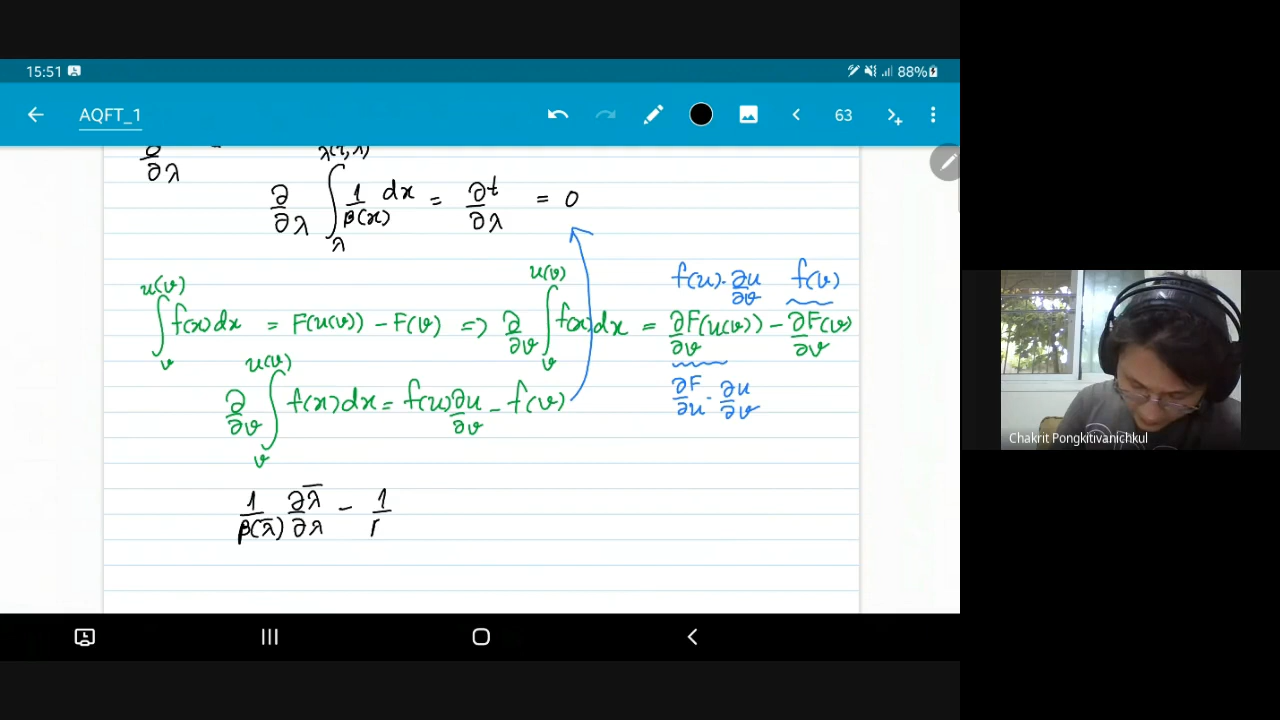 15:51 88%
AQFT_1 63
∂/∂λ
λ̄(t,λ)
∂/∂λ ∫_λ 1/β(x) dx = ∂t/∂λ = 0
f(u)·∂u/∂v f(v)
∫_v^{u(v)} f(x)dx = F(u(v)) - F(v) => ∂/∂v ∫_v^{u(v)} f(x)dx = ∂F(u(v))/∂v - ∂F(v)/∂v
∂F/∂u · ∂u/∂v
∂/∂v ∫_v^{u(v)} f(x)dx = f(u)∂u/∂v - f(v)
1/β(λ̄) ∂λ̄/∂λ - 1/
Chakrit Pongkitivanichkul